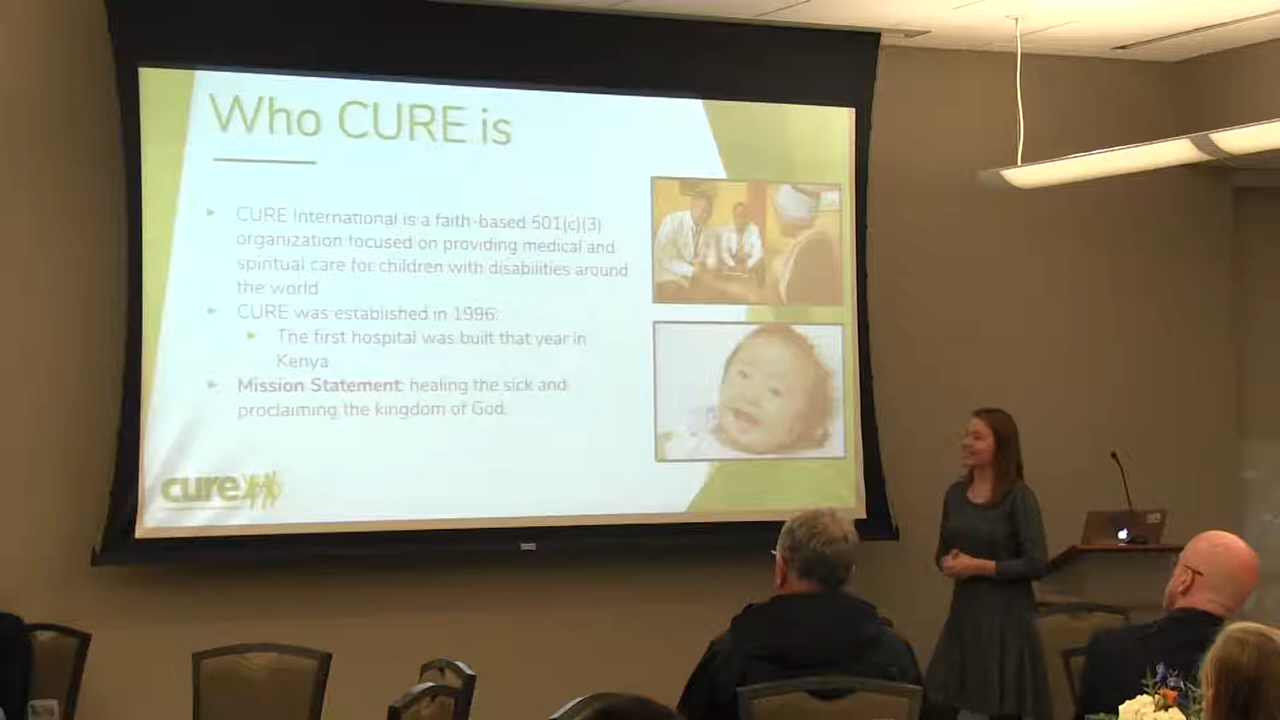 Who CURE is
CURE International is a faith-based 501(c)(3)
organization focused on providing medical and
spiritual care for children with disabilities around
the world
CURE was established in 1996:
The first hospital was built that year in
Kenya
Mission Statement: healing the sick and
proclaiming the kingdom of God.
cure